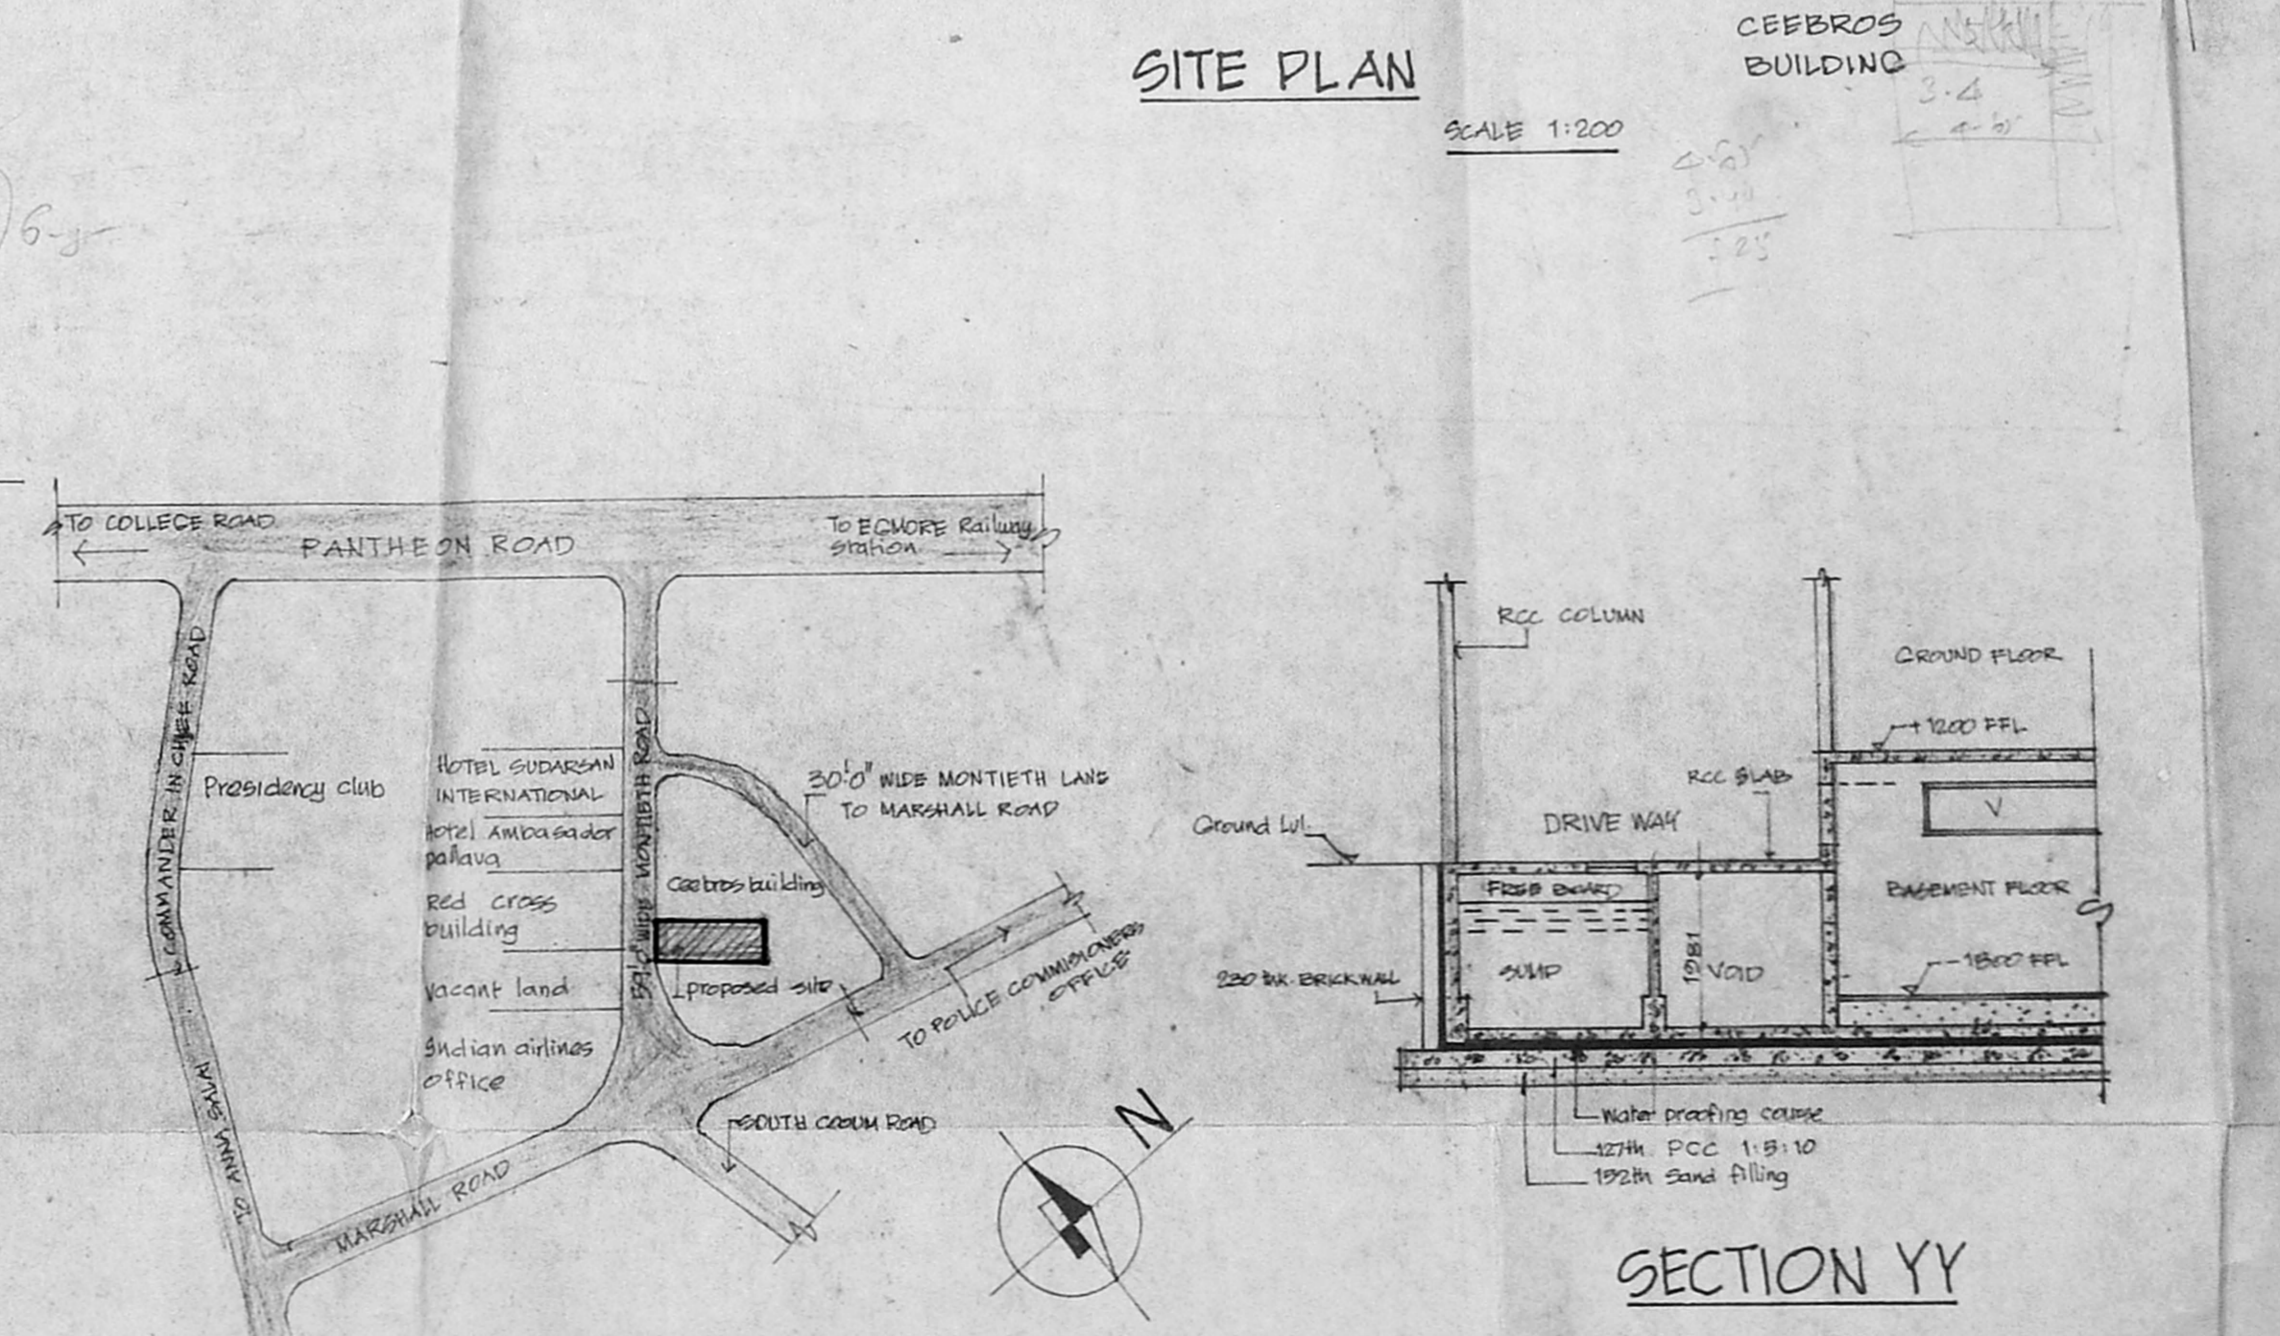 CEEBROS
BUILDING
SITE PLAN
SCALE 1:200
3.4
TO COLLEGE ROAD
PANTHEON ROAD
TO EGMORE Railway
Station
COMMANDER IN CHIEF ROAD
Presidency club
HOTEL SUDARSAN
INTERNATIONAL
Hotel Ambasador
pallava
Red cross
building
vacant land
Indian airlines
office
WIDE MONTIETH ROAD
30'0" WIDE MONTIETH LANE
TO MARSHALL ROAD
Ceebros building
proposed site
TO POLICE COMMISIONERS
OFFICE
SOUTH COOUM ROAD
TO ANNA SALAI
MARSHALL ROAD
N
RCC COLUMN
GROUND FLOOR
+1200 FFL
RCC SLAB
Ground Lvl.
DRIVE WAY
V
FREE BOARD
BASEMENT FLOOR
230 BRICKWALL
SUMP
1981
VOID
-1800 FFL
Water proofing course
127th PCC 1:5:10
152th Sand filling
SECTION YY